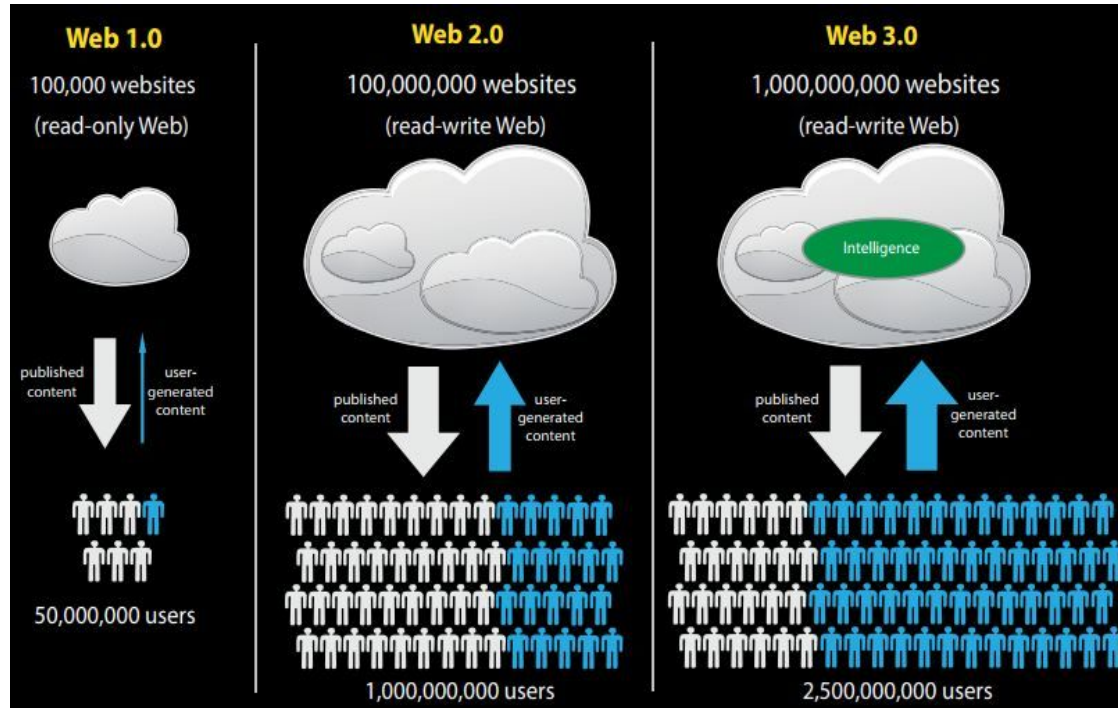 Web 1.0
100,000 websites
(read-only Web)
published
content
user-
generated
content
50,000,000 users
Web 2.0
100,000,000 websites
(read-write Web)
published
content
user-
generated
content
1,000,000,000 users
Web 3.0
1,000,000,000 websites
(read-write Web)
Intelligence
published
content
user-
generated
content
2,500,000,000 users